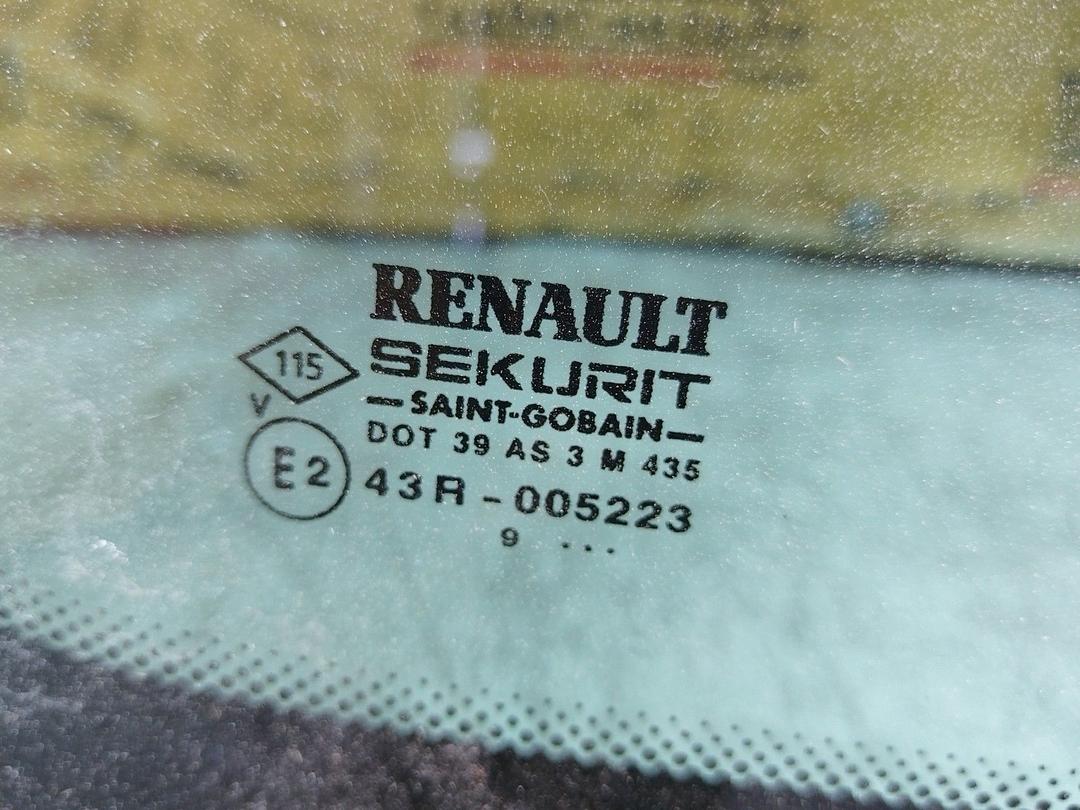 RENAULT
SEKURIT
—SAINT-GOBAIN—
DOT 39 AS 3 M 435
43R - 005223
9 ...
115
V
E2